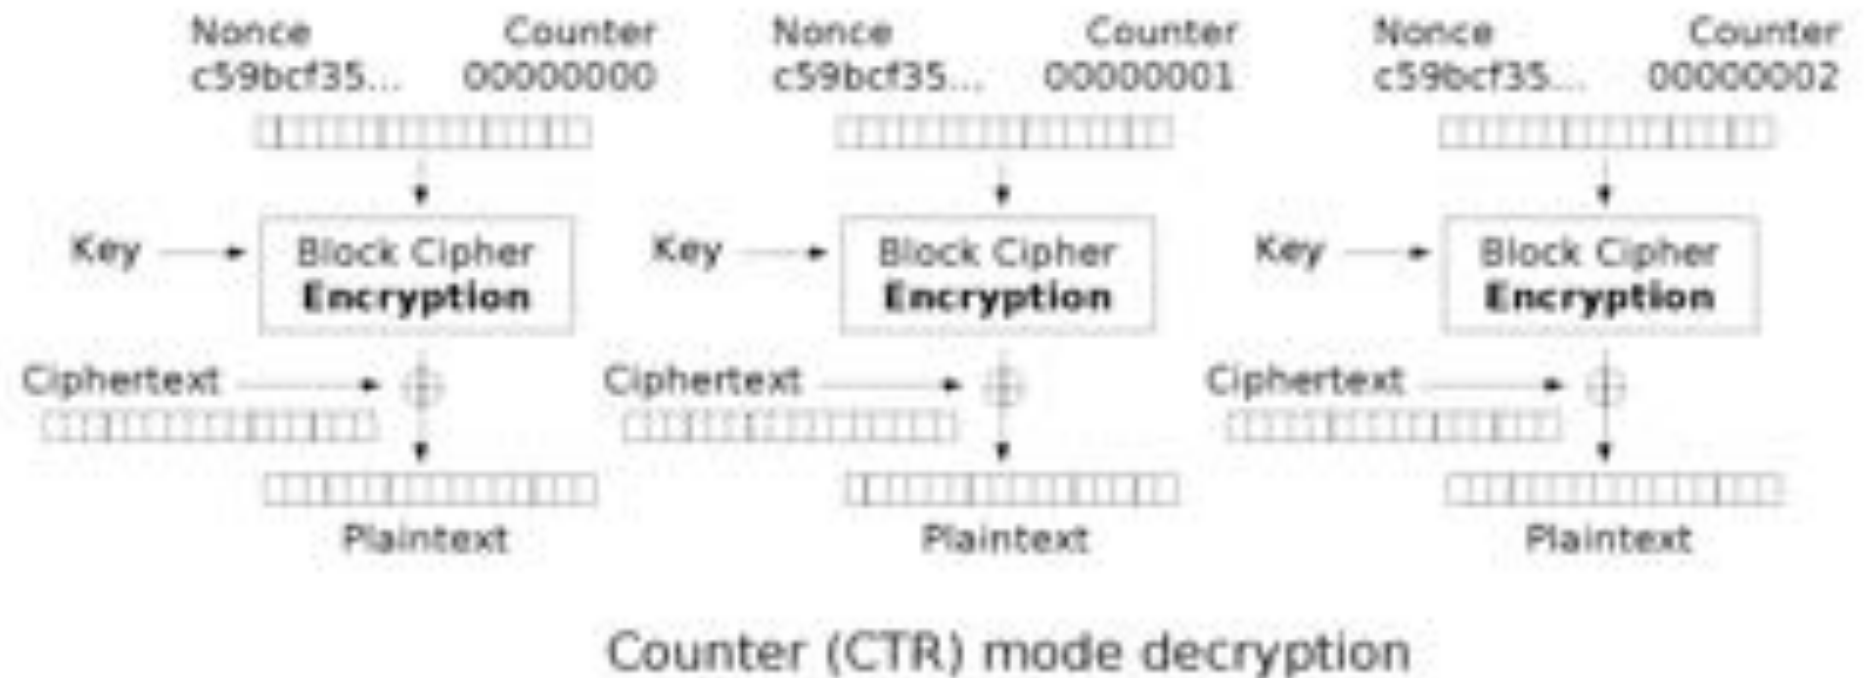 Nonce Counter Nonce Counter Nonce Counter
c59bcf35... 00000000 c59bcf35... 00000001 c59bcf35... 00000002
Key Block Cipher Key Block Cipher Key Block Cipher
Encryption Encryption Encryption
Ciphertext Ciphertext Ciphertext
Plaintext Plaintext Plaintext
Counter (CTR) mode decryption